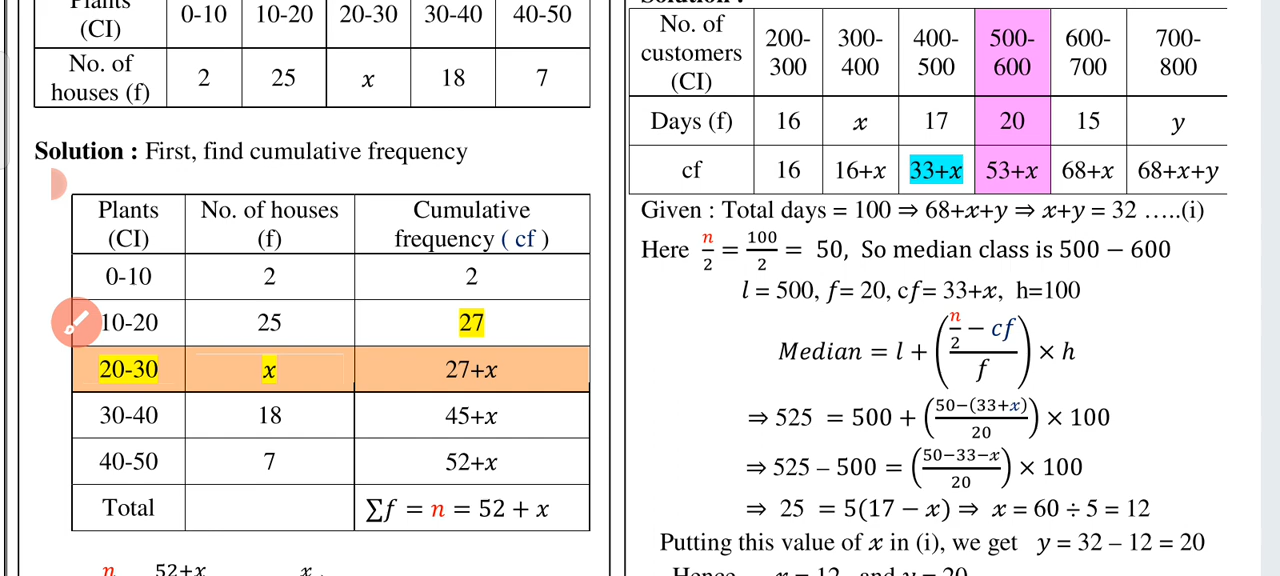 Plants (CI) 0-10 10-20 20-30 30-40 40-50
No. of houses (f) 2 25 x 18 7
Solution : First, find cumulative frequency
Plants (CI) No. of houses (f) Cumulative frequency ( cf )
0-10 2 2
10-20 25 27
20-30 x 27+x
30-40 18 45+x
40-50 7 52+x
Total ∑f = n = 52 + x
n 52+x x
Solution :
No. of customers (CI) 200-300 300-400 400-500 500-600 600-700 700-800
Days (f) 16 x 17 20 15 y
cf 16 16+x 33+x 53+x 68+x 68+x+y
Given : Total days = 100 ⇒ 68+x+y ⇒ x+y = 32 …..(i)
Here n/2 = 100/2 = 50, So median class is 500 − 600
l = 500, f= 20, cf= 33+x, h=100
Median = l + ((n/2 − cf)/f) × h
⇒ 525 = 500 + ((50−(33+x))/20) × 100
⇒ 525 – 500 = ((50−33−x)/20) × 100
⇒ 25 = 5(17 − x) ⇒ x = 60 ÷ 5 = 12
Putting this value of x in (i), we get y = 32 – 12 = 20
Hence x = 12 and y = 20